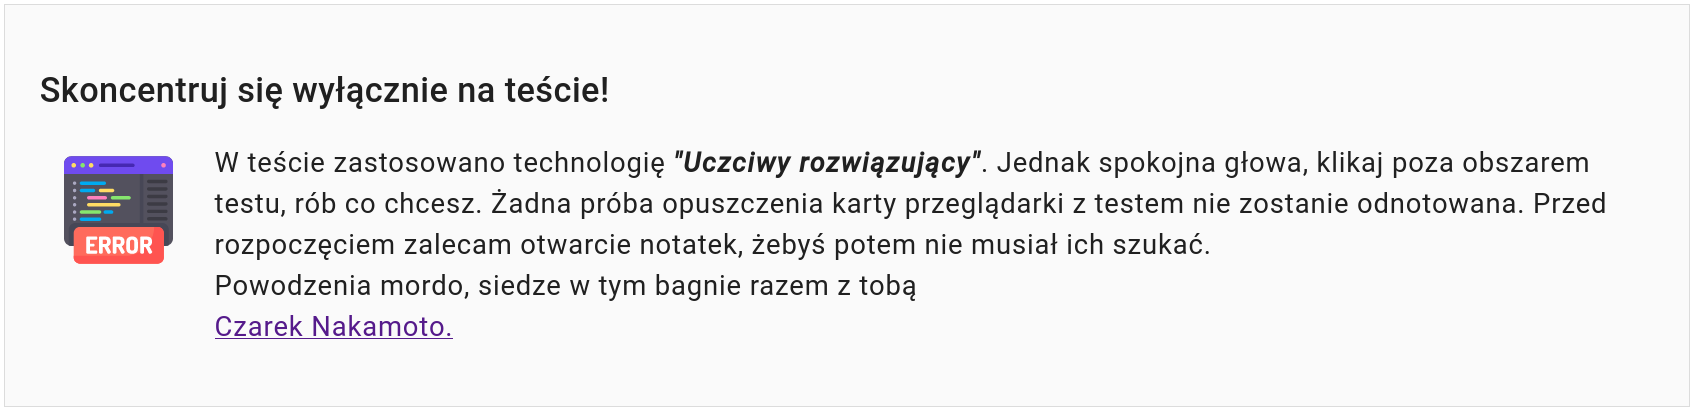 Skoncentruj się wyłącznie na teście!
W teście zastosowano technologię "Uczciwy rozwiązujący". Jednak spokojna głowa, klikaj poza obszarem
testu, rób co chcesz. Żadna próba opuszczenia karty przeglądarki z testem nie zostanie odnotowana. Przed
rozpoczęciem zalecam otwarcie notatek, żebyś potem nie musiał ich szukać.
Powodzenia mordo, siedze w tym bagnie razem z tobą
Czarek Nakamoto.
ERROR